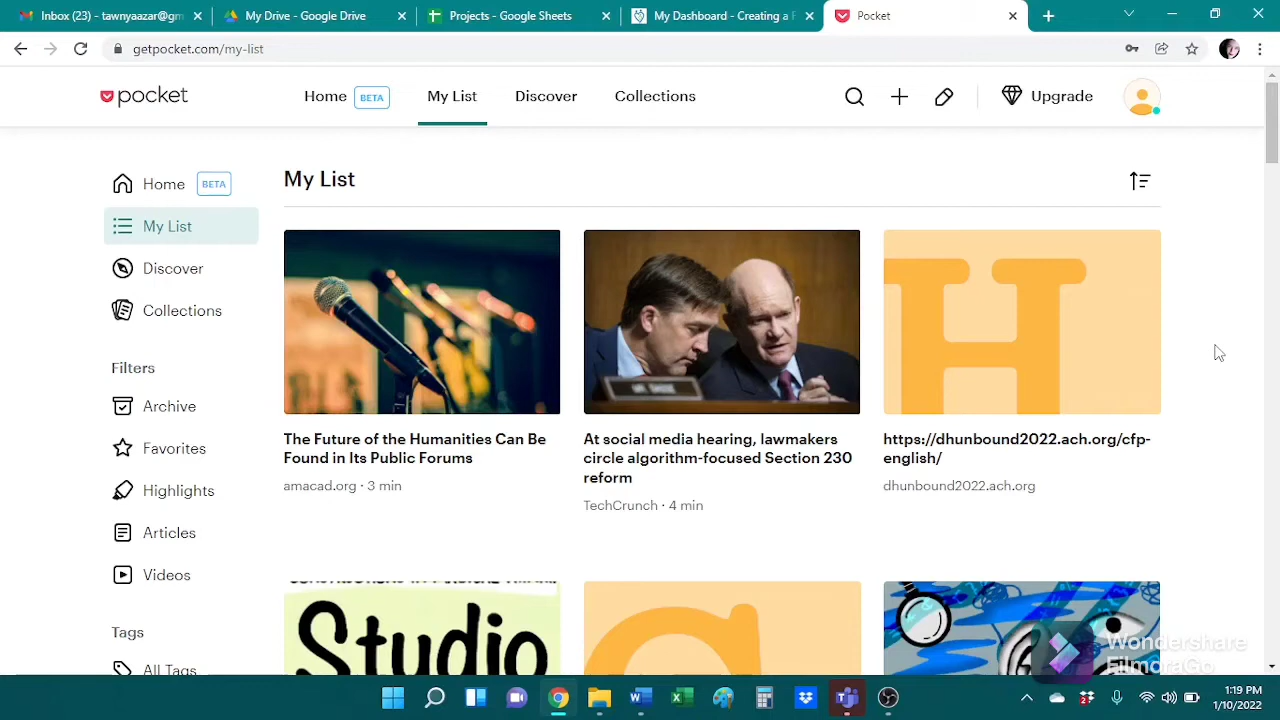 Inbox (23) - tawnyar@gm
My Drive - Google Drive
Projects - Google Sheets
My Dashboard - Creating a F
Pocket
getpocket.com/my-list
pocket
Home BETA
My List
Discover
Collections
Upgrade
Home BETA
My List
Discover
Collections
Filters
Archive
Favorites
Highlights
Articles
Videos
Tags
All Tags
My List
The Future of the Humanities Can Be
Found in Its Public Forums
amacad.org · 3 min
At social media hearing, lawmakers
circle algorithm-focused Section 230
reform
TechCrunch · 4 min
H
https://dhunbound2022.ach.org/cfp-
english/
dhunbound2022.ach.org
Studio
Wondershare
FilmoraGo
1:19 PM
1/10/2022